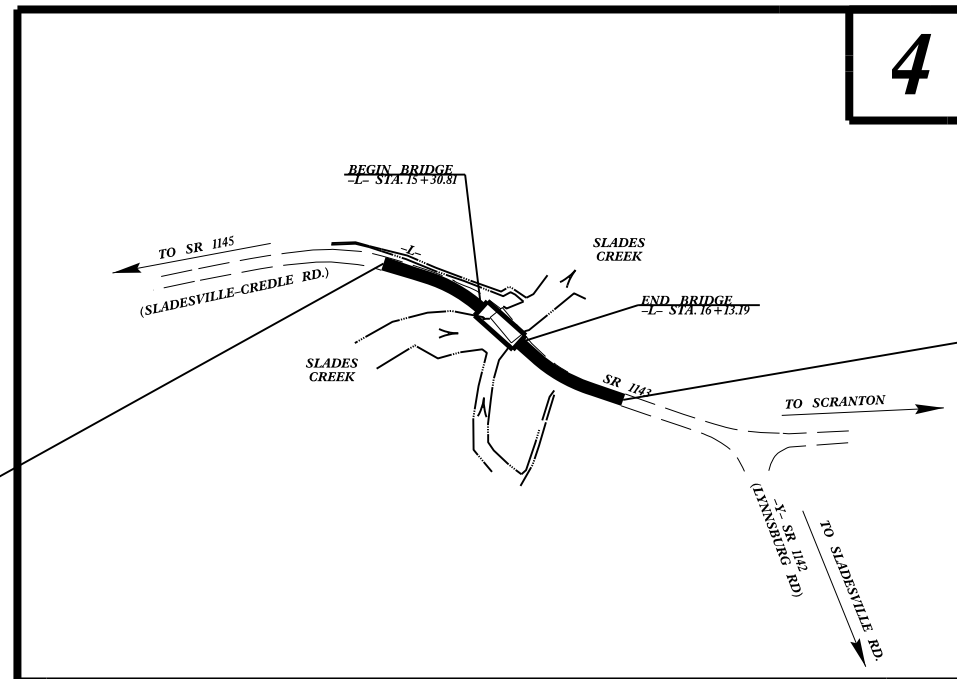 4
BEGIN BRIDGE
-L- STA. 15+30.81
TO SR 1145
(SLADESVILLE-CREDLE RD.)
-L-
SLADES
CREEK
END BRIDGE
-L- STA. 16+13.19
SLADES
CREEK
SR 1143
TO SCRANTON
-Y- SR 1142
(LYNNSBURG RD)
TO SLADESVILLE RD.